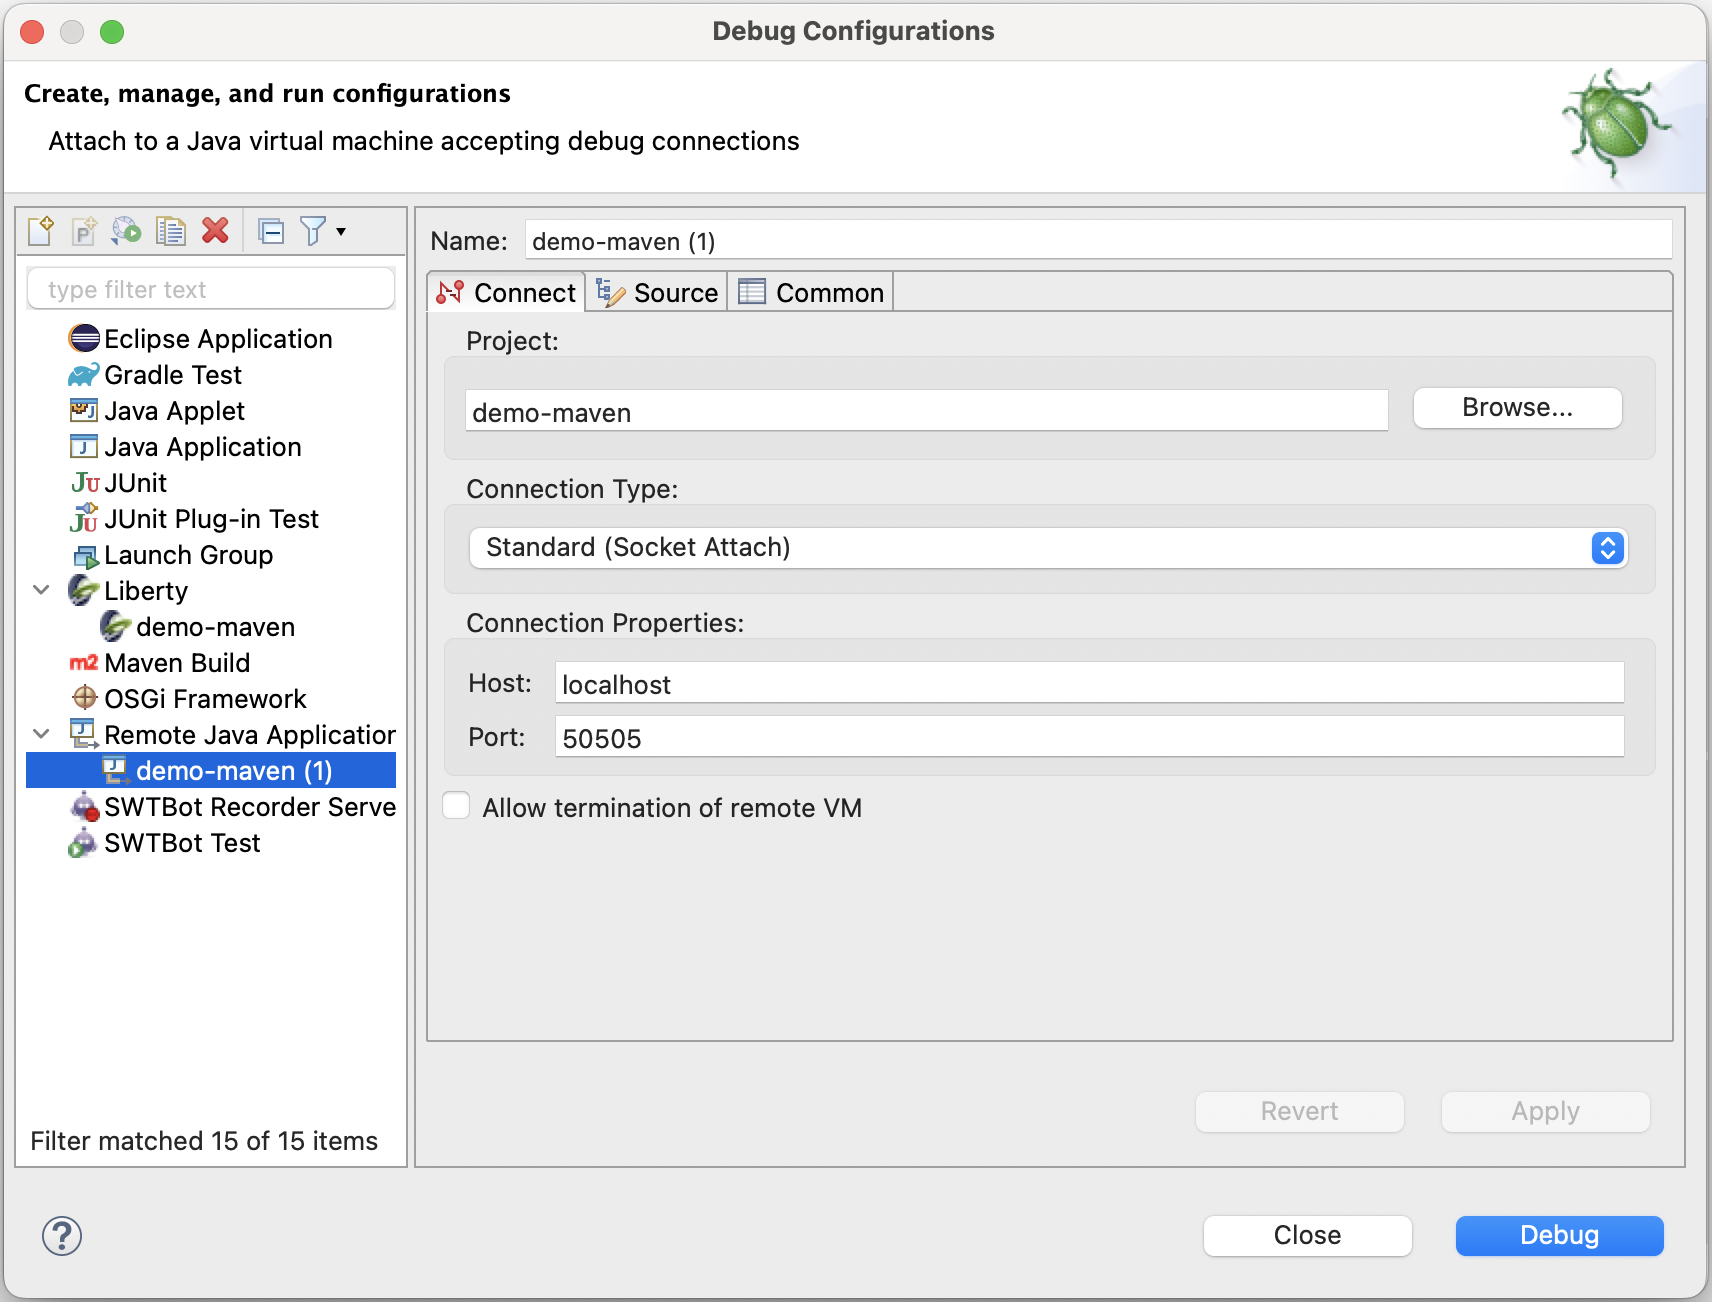 Debug Configurations
Create, manage, and run configurations
Attach to a Java virtual machine accepting debug connections
type filter text
Eclipse Application
Gradle Test
Java Applet
Java Application
JUnit
JUnit Plug-in Test
Launch Group
Liberty
demo-maven
Maven Build
OSGi Framework
Remote Java Application
demo-maven (1)
SWTBot Recorder Serve
SWTBot Test
Filter matched 15 of 15 items
Name: demo-maven (1)
Connect Source Common
Project:
demo-maven Browse...
Connection Type:
Standard (Socket Attach)
Connection Properties:
Host: localhost
Port: 50505
Allow termination of remote VM
Revert Apply
? Close Debug